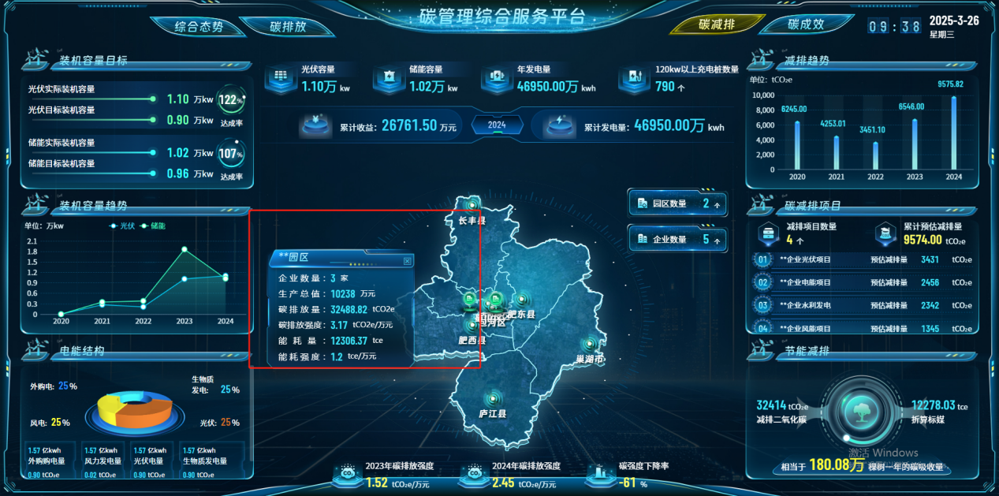 碳管理综合服务平台
综合态势
碳排放
碳减排
碳成效
09:38
2025-3-26
星期三
装机容量目标
光伏实际装机容量
1.10 万kw
光伏目标装机容量
0.90 万kw
122%
达成率
储能实际装机容量
1.02 万kw
储能目标装机容量
0.96 万kw
107%
达成率
装机容量趋势
单位: 万kw
光伏
储能
2.1
1.8
1.5
1.2
0.9
0.6
0.3
0
2020
2021
2022
2023
2024
电能结构
外购电: 25%
生物质
发电: 25%
风电: 25%
光伏: 25%
1.57 亿kwh
外购购电量
0.90 tCO₂e
1.57 亿kwh
风力发电量
0.02 tCO₂e
1.57 亿kwh
光伏电量
0.90 tCO₂e
1.57 亿kwh
生物质发电量
0.90 tCO₂e
光伏容量
1.10万 kw
储能容量
1.02万 kw
年发电量
46950.00万 kwh
120kw以上充电桩数量
790 个
累计收益: 26761.50 万元
2024
累计发电量: 46950.00万 kwh
园区数量 2 个
企业数量 5 个
**园区
企业数量: 3 家
生产总值: 10238 万元
碳排放量: 32488.82 tCO2e
碳排放强度: 3.17 tCO2e/万元
能耗量: 12306.37 tce
能耗强度: 1.2 tce/万元
长丰县
肥东县
包河区
肥西县
巢湖市
庐江县
2023年碳排放强度
1.52 tCO₂e/万元
2024年碳排放强度
2.45 tCO₂e/万元
碳强度下降率
-61 %
减排趋势
单位: tCO₂e
10,000
8,000
6,000
4,000
2,000
0
6245.00
4253.01
3451.10
6546.00
9575.82
2020
2021
2022
2023
2024
碳减排项目
减排项目数量
4 个
累计预估减排量
9574.00 tCO₂e
01 **企业光伏项目 预估减排量 3431 tCO₂e
02 **企业电能项目 预估减排量 2456 tCO₂e
03 **企业水利发电 预估减排量 2342 tCO₂e
04 **企业风能项目 预估减排量 1345 tCO₂e
节能减排
32414 tCO₂e
减排二氧化碳
12278.03 tce
折算标煤
激活 Windows
相当于 180.08万 棵树一年的碳吸收量